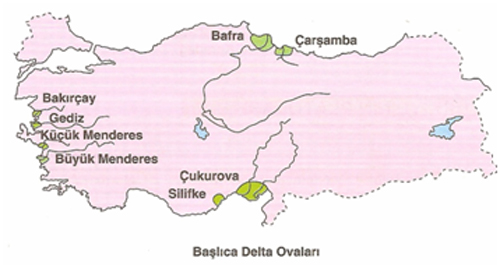 Bafra
Çarşamba
Bakırçay
Gediz
Küçük Menderes
Büyük Menderes
Çukurova
Silifke
Başlıca Delta Ovaları